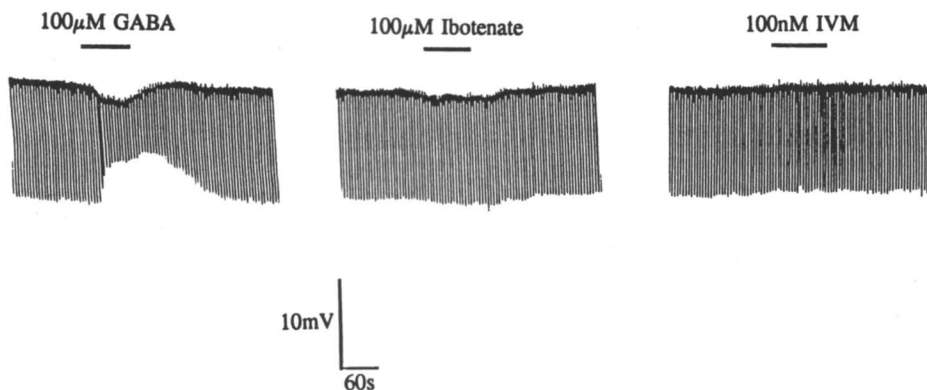 100μM GABA
100μM Ibotenate
100nM IVM
10mV
60s